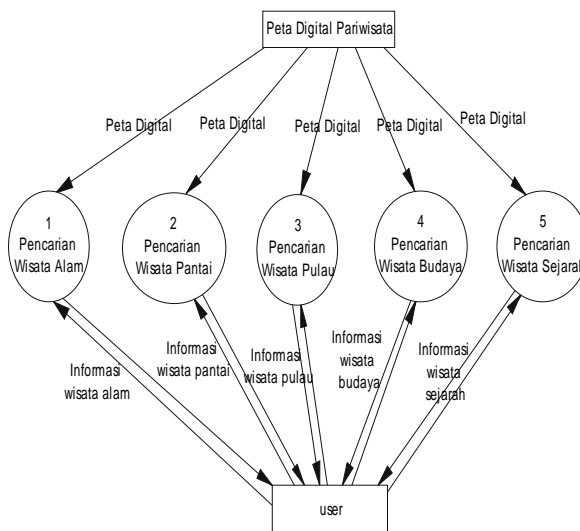 Peta Digital Pariwisata
Peta Digital
Peta Digital
Peta Digital
Peta Digital
Peta Digital
1
Pencarian
Wisata Alam
2
Pencarian
Wisata Pantai
3
Pencarian
Wisata Pulau
4
Pencarian
Wisata Budaya
5
Pencarian
Wisata Sejarah
Informasi
wisata alam
Informasi
wisata pantai
Informasi
wisata pulau
Informasi
wisata
budaya
Informasi
wisata
sejarah
user